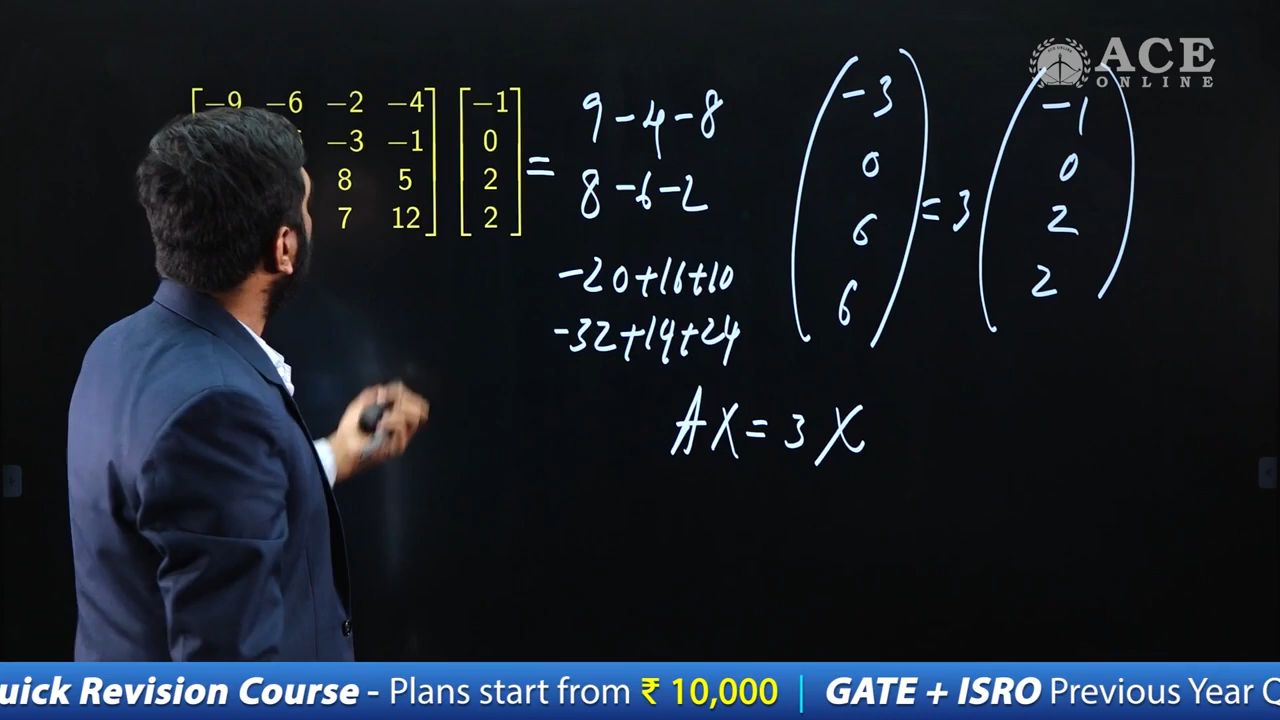 ACE
ONLINE
-9 -6 -2 -4 -1 9-4-8 -3 -1
-3 -1 0 = 8-6-2 0 0
8 5 2 -20+16+10 6 = 3 2
7 12 2 -32+14+24 6 2
AX = 3X
uick Revision Course - Plans start from ₹ 10,000 | GATE + ISRO Previous Year